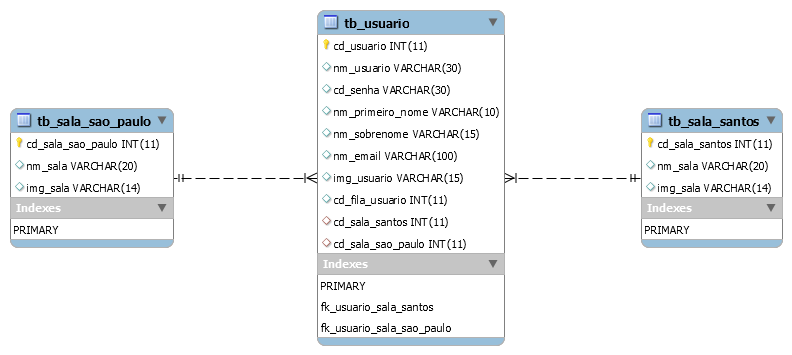 tb_sala_sao_paulo
cd_sala_sao_paulo INT(11)
nm_sala VARCHAR(20)
img_sala VARCHAR(14)
Indexes
PRIMARY
tb_usuario
cd_usuario INT(11)
nm_usuario VARCHAR(30)
cd_senha VARCHAR(30)
nm_primeiro_nome VARCHAR(10)
nm_sobrenome VARCHAR(15)
nm_email VARCHAR(100)
img_usuario VARCHAR(15)
cd_fila_usuario INT(11)
cd_sala_santos INT(11)
cd_sala_sao_paulo INT(11)
Indexes
PRIMARY
fk_usuario_sala_santos
fk_usuario_sala_sao_paulo
tb_sala_santos
cd_sala_santos INT(11)
nm_sala VARCHAR(20)
img_sala VARCHAR(14)
Indexes
PRIMARY